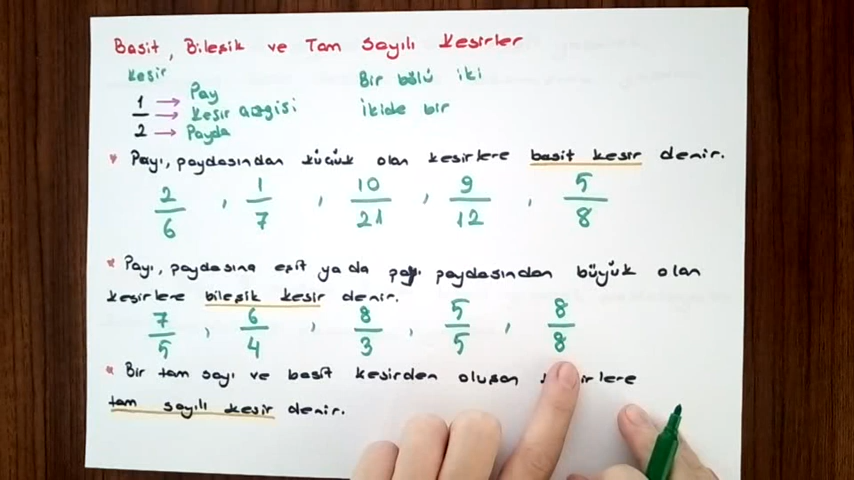 Basit, Bileşik ve Tam Sayılı Kesirler
Kesir
Bir bölü iki
1 → Pay
→ Kesir çizgisi
İkide bir
2 → Payda
Payı, paydasından küçük olan kesirlere basit kesir denir.
2/6, 1/7, 10/21, 9/12, 5/8
* Payı, paydasına eşit ya da payı paydasından büyük olan
kesirlere bileşik kesir denir.
7/5, 6/4, 8/3, 5/5, 8/8
* Bir tam sayı ve basit kesirden oluşan
tam sayılı kesir denir.